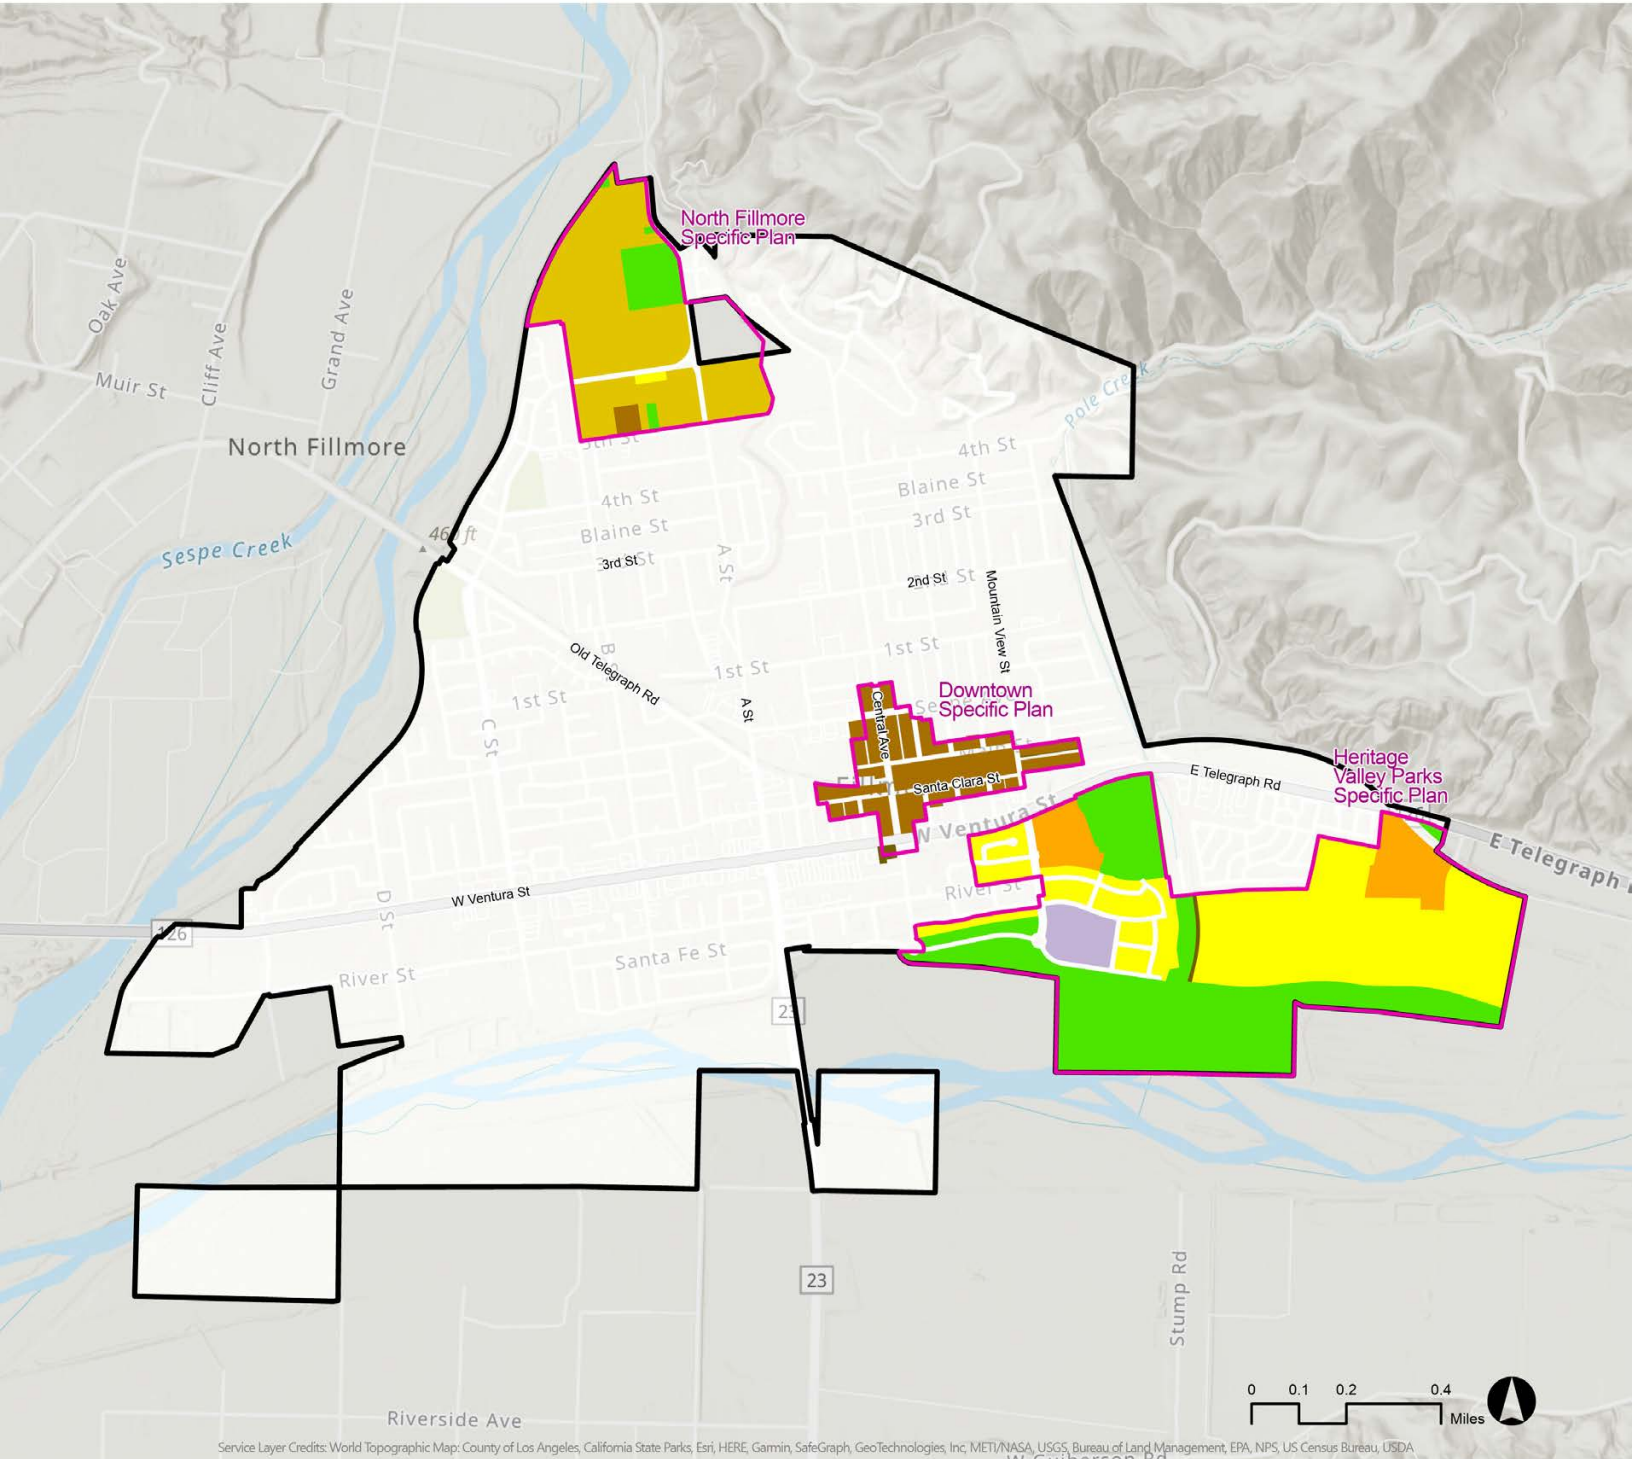 North Fillmore
Specific Plan
Oak Ave
Cliff Ave
Grand Ave
Muir St
North Fillmore
Pole Creek
5th St
4th St
4th St
Blaine St
Blaine St
3rd St
3rd St
Sespe Creek
A St
2nd St
Mountain View St
Old Telegraph Rd
1st St
1st St
1st St
A St
C St
Downtown
Specific Plan
Central Ave
Santa Clara St
Heritage
Valley Parks
Specific Plan
E Telegraph Rd
E Telegraph
W Ventura St
W Ventura St
River St
D St
126
Santa Fe St
River St
23
23
Stump Rd
0 0.1 0.2 0.4
Miles
Riverside Ave
Service Layer Credits: World Topographic Map: County of Los Angeles, California State Parks, Esri, HERE, Garmin, SafeGraph, GeoTechnologies, Inc, METI/NASA, USGS, Bureau of Land Management, EPA, NPS, US Census Bureau, USDA